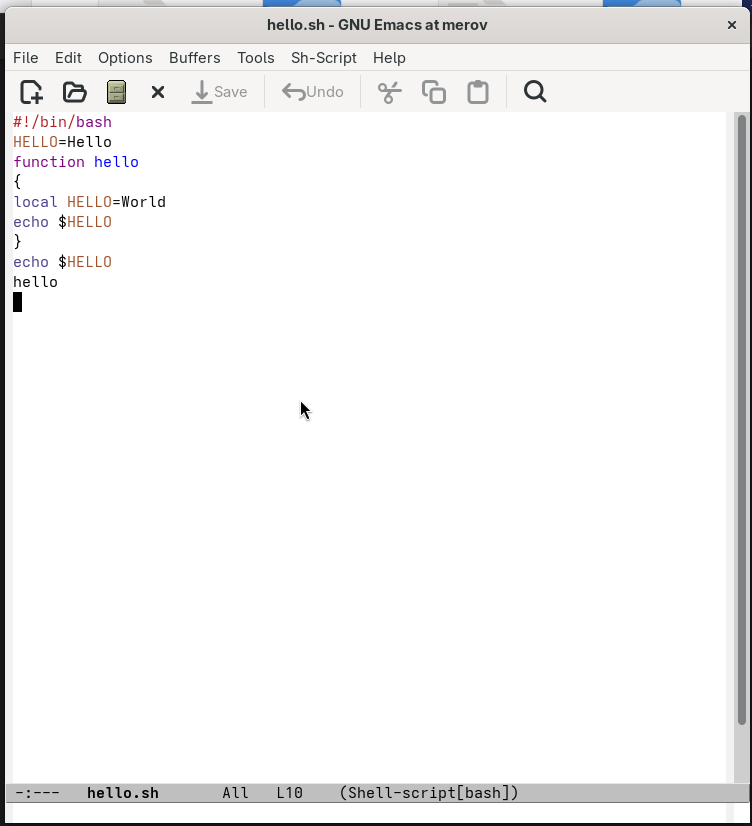 hello.sh - GNU Emacs at merov
File Edit Options Buffers Tools Sh-Script Help
Save Undo
#!/bin/bash
HELLO=Hello
function hello
{
local HELLO=World
echo $HELLO
}
echo $HELLO
hello
-:--- hello.sh All L10 (Shell-script[bash])